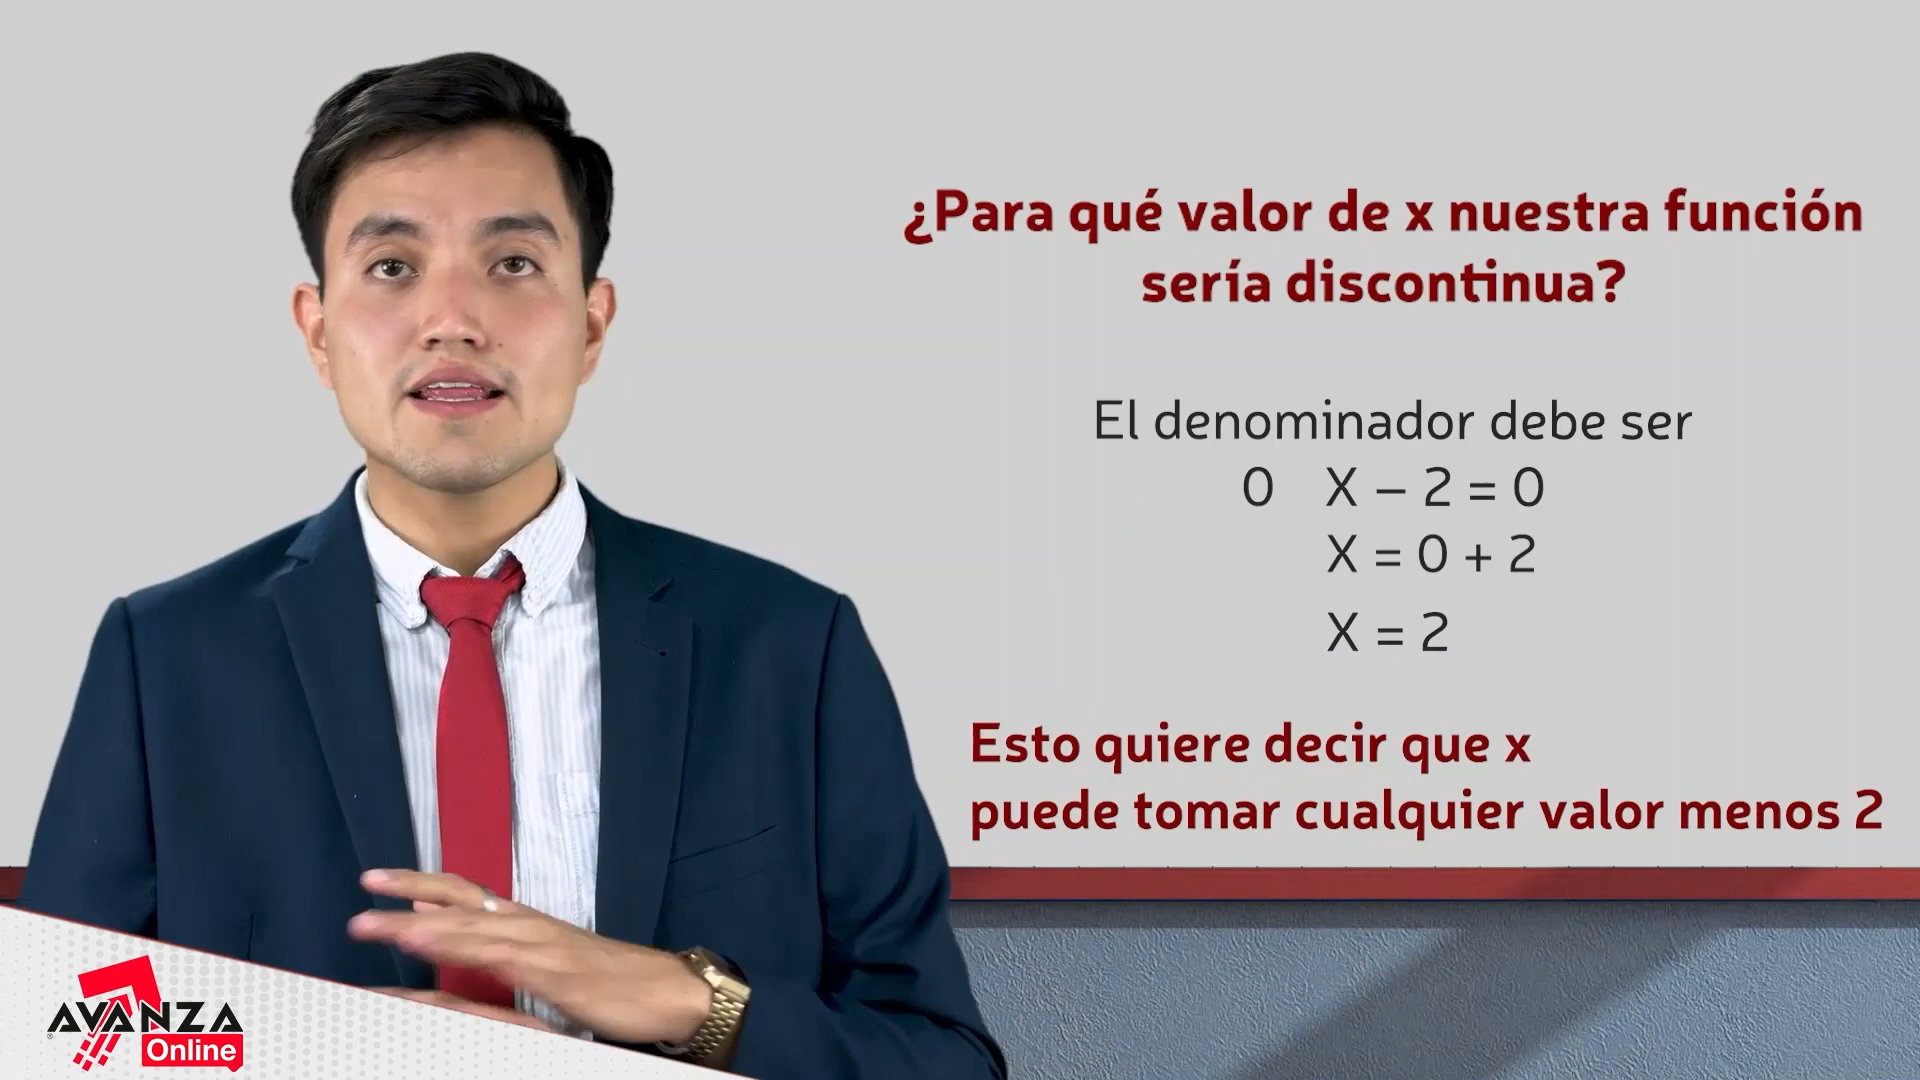 ¿Para qué valor de x nuestra función
sería discontinua?
El denominador debe ser
0 X – 2 = 0
X = 0 + 2
X = 2
Esto quiere decir que x
puede tomar cualquier valor menos 2
AVANZA
Online